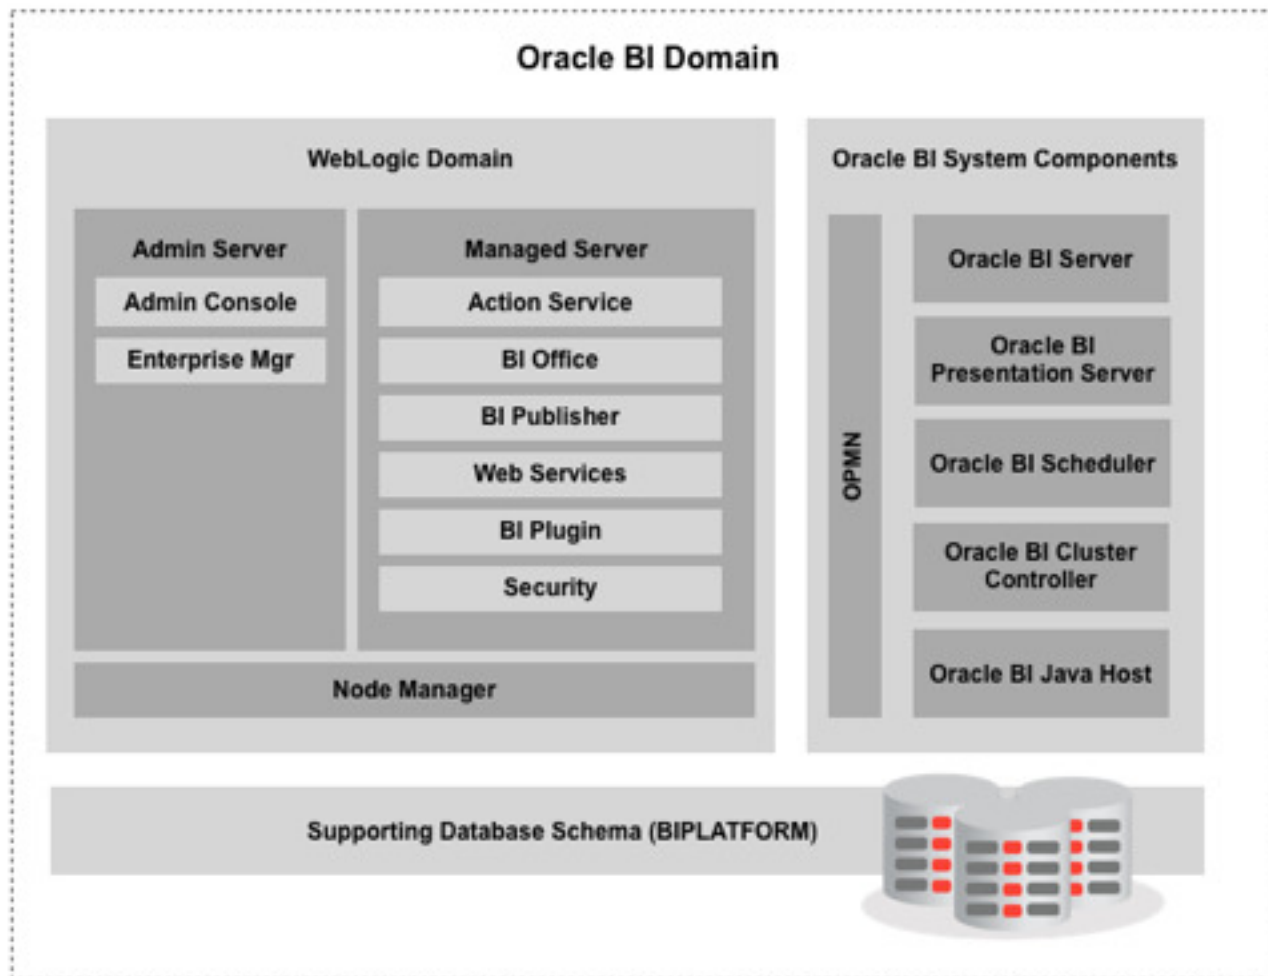 Oracle BI Domain
WebLogic Domain
Admin Server
Admin Console
Enterprise Mgr
Managed Server
Action Service
BI Office
BI Publisher
Web Services
BI Plugin
Security
Node Manager
Oracle BI System Components
OPMN
Oracle BI Server
Oracle BI
Presentation Server
Oracle BI Scheduler
Oracle BI Cluster
Controller
Oracle BI Java Host
Supporting Database Schema (BIPLATFORM)